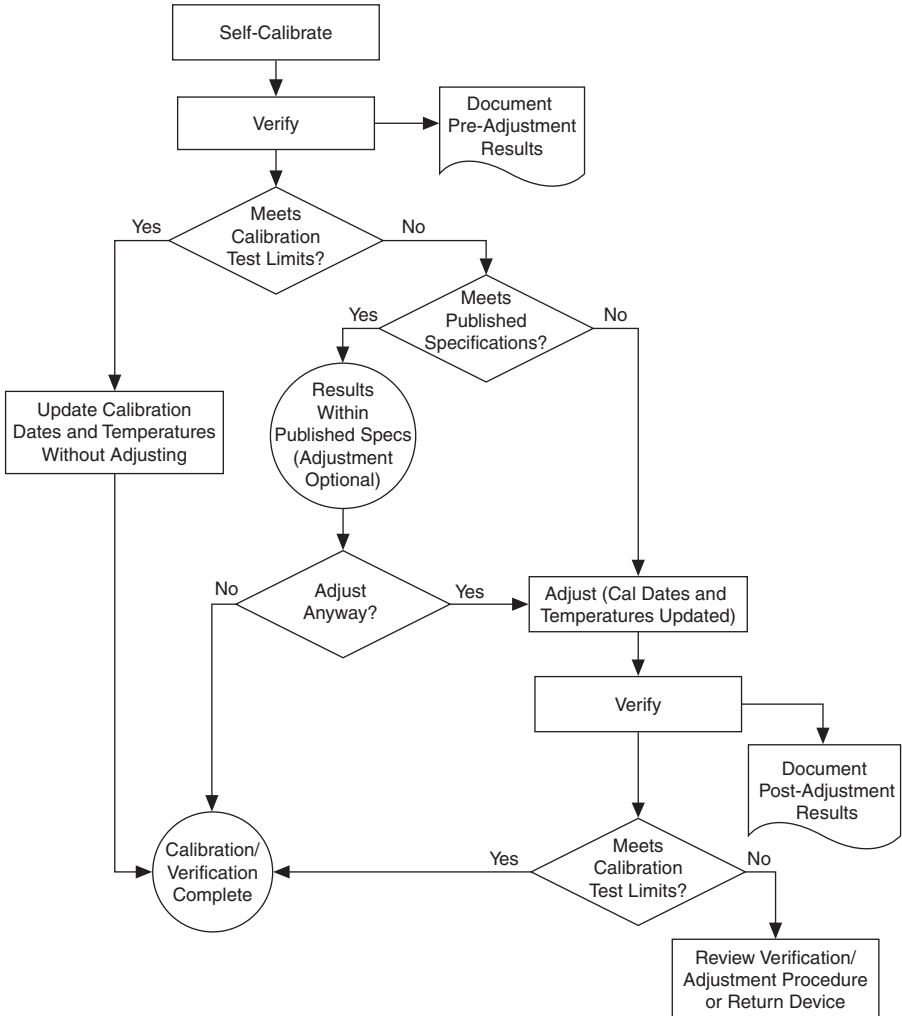 Self-Calibrate
Verify
Document
Pre-Adjustment
Results
Meets
Calibration
Test Limits?
Yes
No
Meets
Published
Specifications?
Yes
No
Update Calibration
Dates and Temperatures
Without Adjusting
Results
Within
Published Specs
(Adjustment
Optional)
Adjust
Anyway?
No
Yes
Adjust (Cal Dates and
Temperatures Updated)
Verify
Document
Post-Adjustment
Results
Calibration/
Verification
Complete
Meets
Calibration
Test Limits?
Yes
No
Review Verification/
Adjustment Procedure
or Return Device